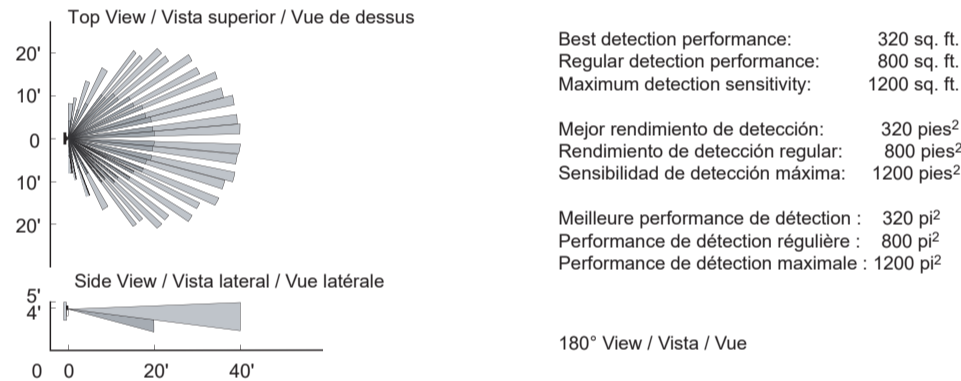 Top View / Vista superior / Vue de dessus
20'
10'
0
10'
20'
Side View / Vista lateral / Vue latérale
5'
4'
0 0 20' 40'
Best detection performance: 320 sq. ft.
Regular detection performance: 800 sq. ft.
Maximum detection sensitivity: 1200 sq. ft.
Mejor rendimiento de detección: 320 pies²
Rendimiento de detección regular: 800 pies²
Sensibilidad de detección máxima: 1200 pies²
Meilleure performance de détection : 320 pi²
Performance de détection régulière : 800 pi²
Performance de détection maximale : 1200 pi²
180° View / Vista / Vue